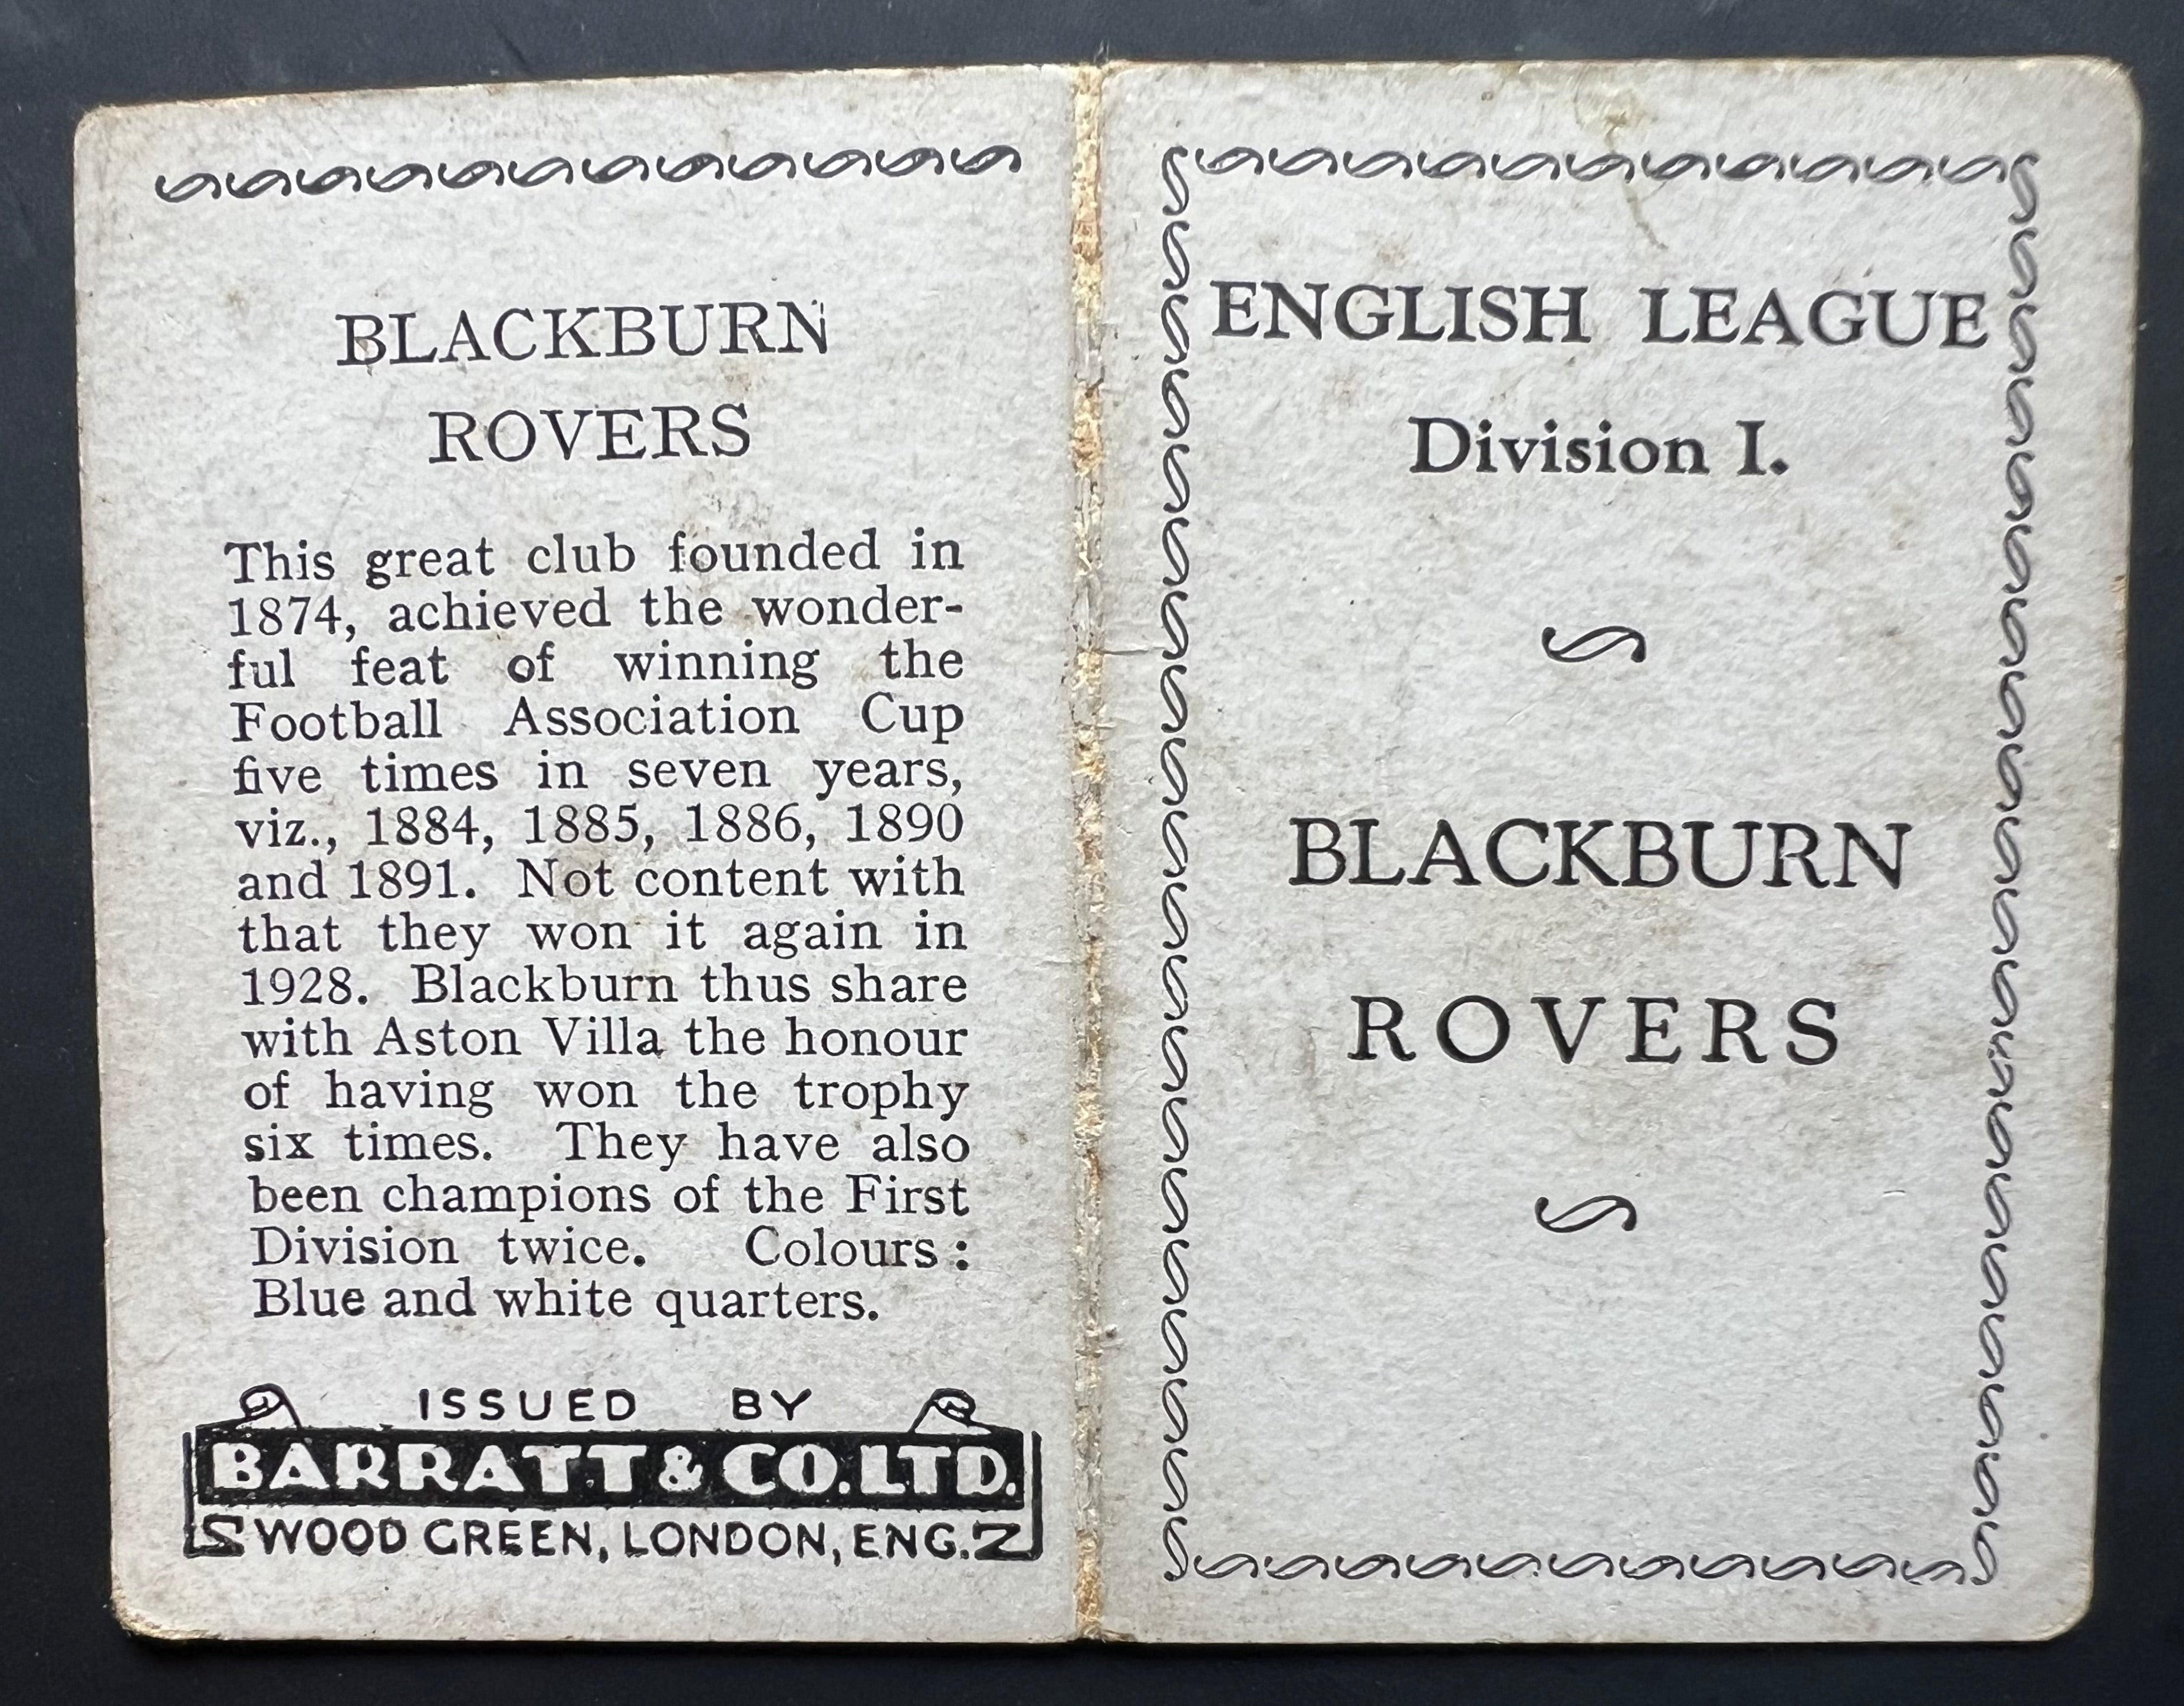 BLACKBURN
ROVERS
This great club founded in
1874, achieved the wonder-
ful feat of winning the
Football Association Cup
five times in seven years,
viz., 1884, 1885, 1886, 1890
and 1891. Not content with
that they won it again in
1928. Blackburn thus share
with Aston Villa the honour
of having won the trophy
six times. They have also
been champions of the First
Division twice. Colours :
Blue and white quarters.
ISSUED BY
BARRATT & CO. LTD.
WOOD GREEN, LONDON, ENG.
ENGLISH LEAGUE
Division I.
BLACKBURN
ROVERS